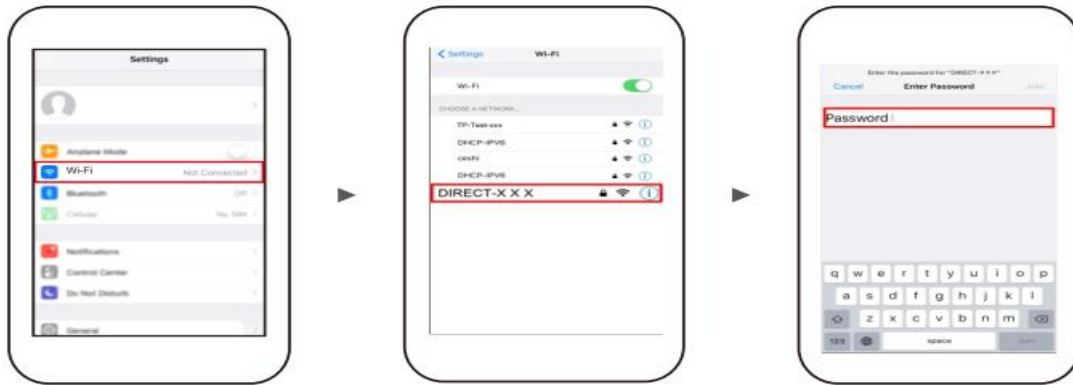 Settings
Airplane Mode
Wi-Fi
Not Connected
Bluetooth
Off
Cellular
No SIM
Notifications
Control Center
Do Not Disturb
General
Settings
Wi-Fi
Wi-Fi
CHOOSE A NETWORK...
TP-Test-xxx
DHCP-IPV6
ceshi
DHCP-IPV6
DIRECT-X X X
Enter the password for "DIRECT-X X X"
Cancel
Enter Password
Join
Password
q w e r t y u i o p
a s d f g h j k l
z x c v b n m
123
space
Join